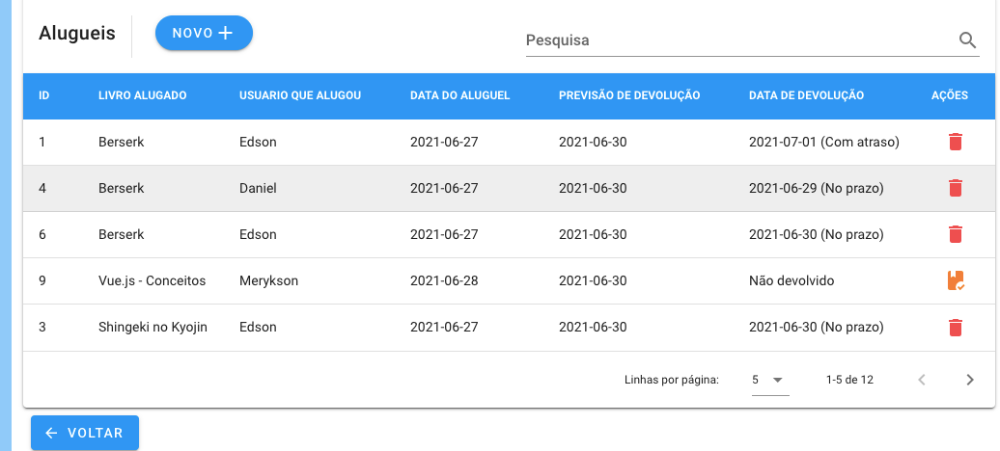 Alugueis
NOVO
Pesquisa
ID LIVRO ALUGADO USUARIO QUE ALUGOU DATA DO ALUGUEL PREVISÃO DE DEVOLUÇÃO DATA DE DEVOLUÇÃO AÇÕES
1 Berserk Edson 2021-06-27 2021-06-30 2021-07-01 (Com atraso)
4 Berserk Daniel 2021-06-27 2021-06-30 2021-06-29 (No prazo)
6 Berserk Edson 2021-06-27 2021-06-30 2021-06-30 (No prazo)
9 Vue.js - Conceitos Merykson 2021-06-28 2021-06-30 Não devolvido
3 Shingeki no Kyojin Edson 2021-06-27 2021-06-30 2021-06-30 (No prazo)
Linhas por página: 5 1-5 de 12
VOLTAR